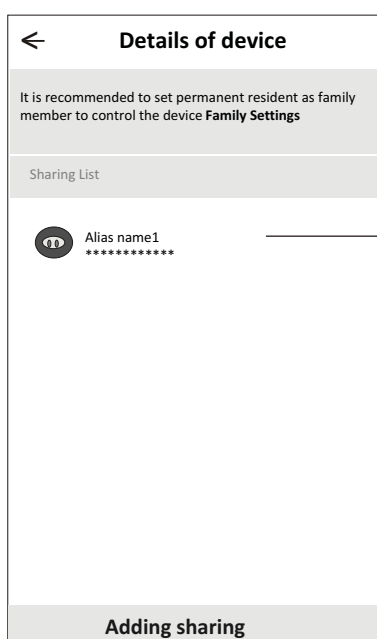 Details of device
It is recommended to set permanent resident as family
member to control the device Family Settings
Sharing List
Alias name1
************
Adding sharing